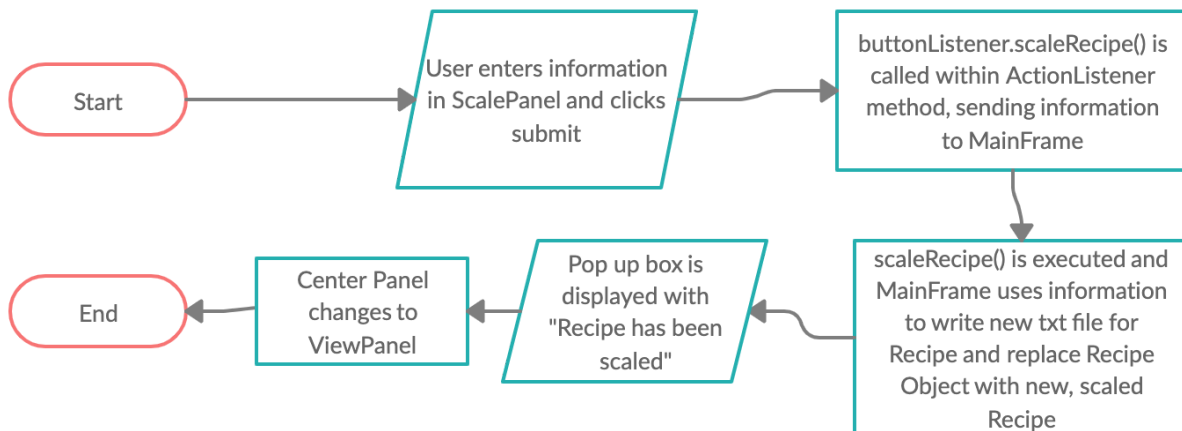 Start
User enters information
in ScalePanel and clicks
submit
buttonListener.scaleRecipe() is
called within ActionListener
method, sending information
to MainFrame
scaleRecipe() is executed and
MainFrame uses information
to write new txt file for
Recipe and replace Recipe
Object with new, scaled
Recipe
Pop up box is
displayed with
"Recipe has been
scaled"
Center Panel
changes to
ViewPanel
End